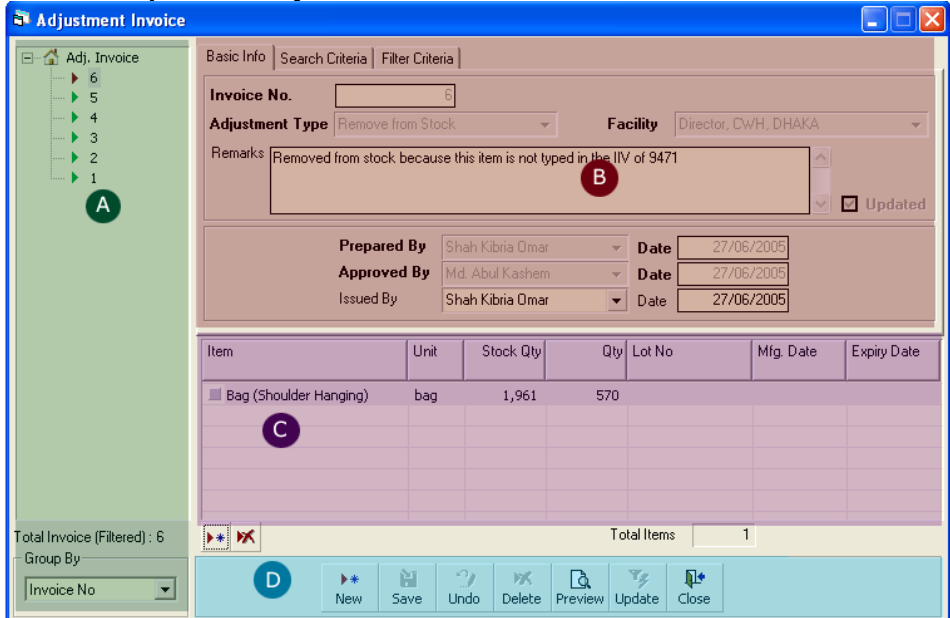 Adjustment Invoice
Adj. Invoice
6
5
4
3
2
1
A
Total Invoice (Filtered) : 6
Group By
Invoice No
Basic Info Search Criteria Filter Criteria
Invoice No. 6
Adjustment Type Remove from Stock Facility Director, CWH, DHAKA
Remarks Removed from stock because this item is not typed in the IIV of 9471
B
Updated
Prepared By Shah Kibria Omar Date 27/06/2005
Approved By Md. Abul Kashem Date 27/06/2005
Issued By Shah Kibria Omar Date 27/06/2005
Item Unit Stock Qty Qty Lot No Mfg. Date Expiry Date
Bag (Shoulder Hanging) bag 1,961 570
C
Total Items 1
D
New Save Undo Delete Preview Update Close